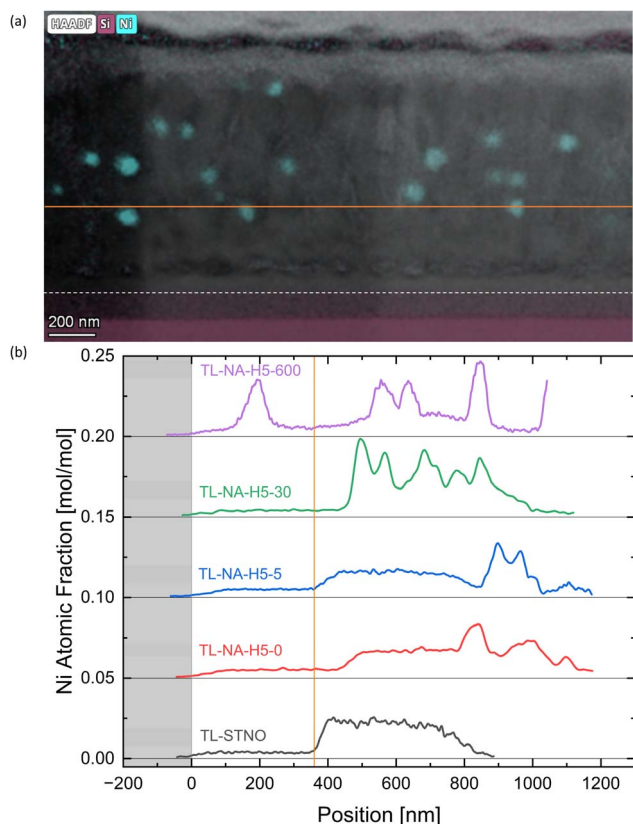 (a)
HAADF Si Ni
200 nm
(b)
Ni Atomic Fraction [mol/mol]
0.25
0.20
0.15
0.10
0.05
0.00
TL-NA-H5-600
TL-NA-H5-30
TL-NA-H5-5
TL-NA-H5-0
TL-STNO
−200 0 200 400 600 800 1000 1200
Position [nm]